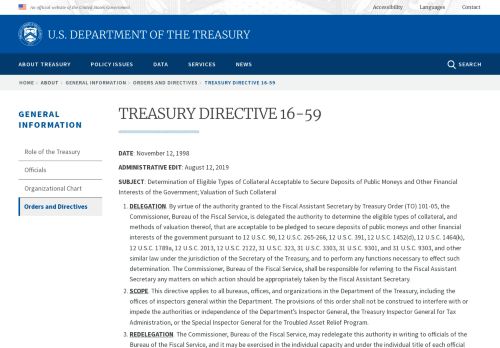 An official website of the United States Government
Accessibility Languages Contact
U.S. DEPARTMENT OF THE TREASURY
ABOUT TREASURY POLICY ISSUES DATA SERVICES NEWS SEARCH
HOME › ABOUT › GENERAL INFORMATION › ORDERS AND DIRECTIVES › TREASURY DIRECTIVE 16-59
GENERAL
INFORMATION
Role of the Treasury
Officials
Organizational Chart
Orders and Directives
TREASURY DIRECTIVE 16-59
DATE: November 12, 1998
ADMINISTRATIVE EDIT: August 12, 2019
SUBJECT: Determination of Eligible Types of Collateral Acceptable to Secure Deposits of Public Moneys and Other Financial
Interests of the Government; Valuation of Such Collateral
1. DELEGATION. By virtue of the authority granted to the Fiscal Assistant Secretary by Treasury Order (TO) 101-05, the
Commissioner, Bureau of the Fiscal Service, is delegated the authority to determine the eligible types of collateral, and
methods of valuation thereof, that are acceptable to be pledged to secure deposits of public moneys and other
financial interests of the government pursuant to 12 U.S.C. 90, 12 U.S.C. 265-266, 12 U.S.C. 391, 12 U.S.C. 1452(d), 12 U.S.C. 1464(k),
12 U.S.C. 1789a, 12 U.S.C. 2013, 12 U.S.C. 2122, 31 U.S.C. 323, 31 U.S.C. 3303, 31 U.S.C. 9301, and 31 U.S.C. 9303, and other
similar law under the jurisdiction of the Secretary of the Treasury, and to perform any functions necessary to effect such
determination. The Commissioner, Bureau of the Fiscal Service, shall be responsible for referring to the Fiscal Assistant
Secretary any matters on which action should be appropriately taken by the Fiscal Assistant Secretary.
2. SCOPE. This directive applies to all bureaus, offices, and organizations in the Department of the Treasury, including the
offices of inspectors general within the Department. The provisions of this order shall not be construed to interfere with or
impede the authorities or independence of the Department's Inspector General, the Treasury Inspector General for Tax
Administration, or the Special Inspector General for the Troubled Asset Relief Program.
3. REDELEGATION. The Commissioner, Bureau of the Fiscal Service, may redelegate this authority in writing to officials of the
Bureau of the Fiscal Service, and it may be exercised in the individual capacity and under the individual title of each official